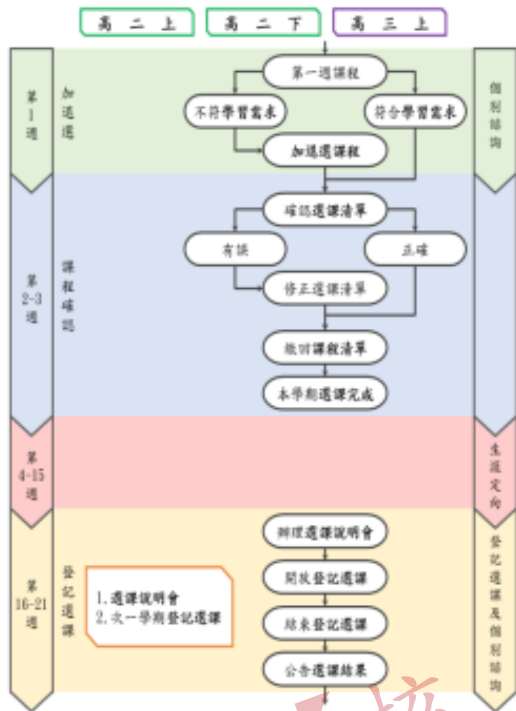 高二上 高二下 高三上
第1週
加退選
第一週課程
不符學習需求 符合學習需求
加退選課程
個別諮詢
第2-3週
課程確認
確認選課清單
有誤 正確
修正選課清單
繳回課程清單
本學期選課完成
第4-15週
生涯定向
第16-21週
登記選課
1.選課說明會
2.次一學期登記選課
辦理選課說明會
開放登記選課
結束登記選課
公告選課結果
登記選課及個別諮詢